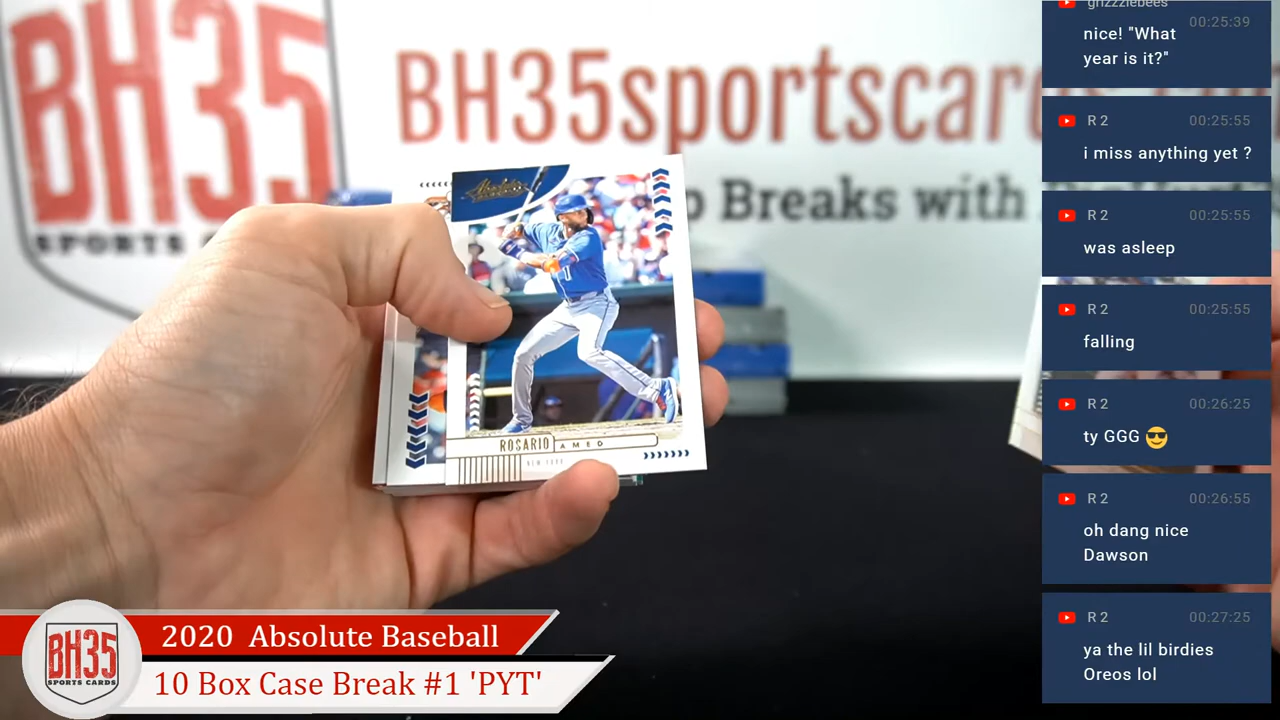 BH35
SPORTS
BH35sportscard
o Breaks with
Absolute
ROSARIO AMED
NEW YORK
grizzzlebees
00:25:39
nice! "What
year is it?"
R 2 00:25:55
i miss anything yet ?
R 2 00:25:55
was asleep
R 2 00:25:55
falling
R 2 00:26:25
ty GGG 😎
R 2 00:26:55
oh dang nice
Dawson
R 2 00:27:25
ya the lil birdies
Oreos lol
BH35
SPORTS CARDS
2020 Absolute Baseball
10 Box Case Break #1 'PYT'